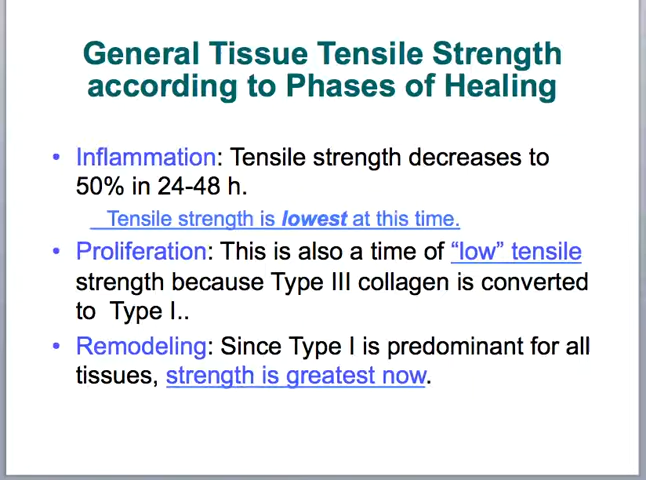 General Tissue Tensile Strength
according to Phases of Healing
• Inflammation: Tensile strength decreases to
50% in 24-48 h.
Tensile strength is lowest at this time.
• Proliferation: This is also a time of “low” tensile
strength because Type III collagen is converted
to Type I..
• Remodeling: Since Type I is predominant for all
tissues, strength is greatest now.